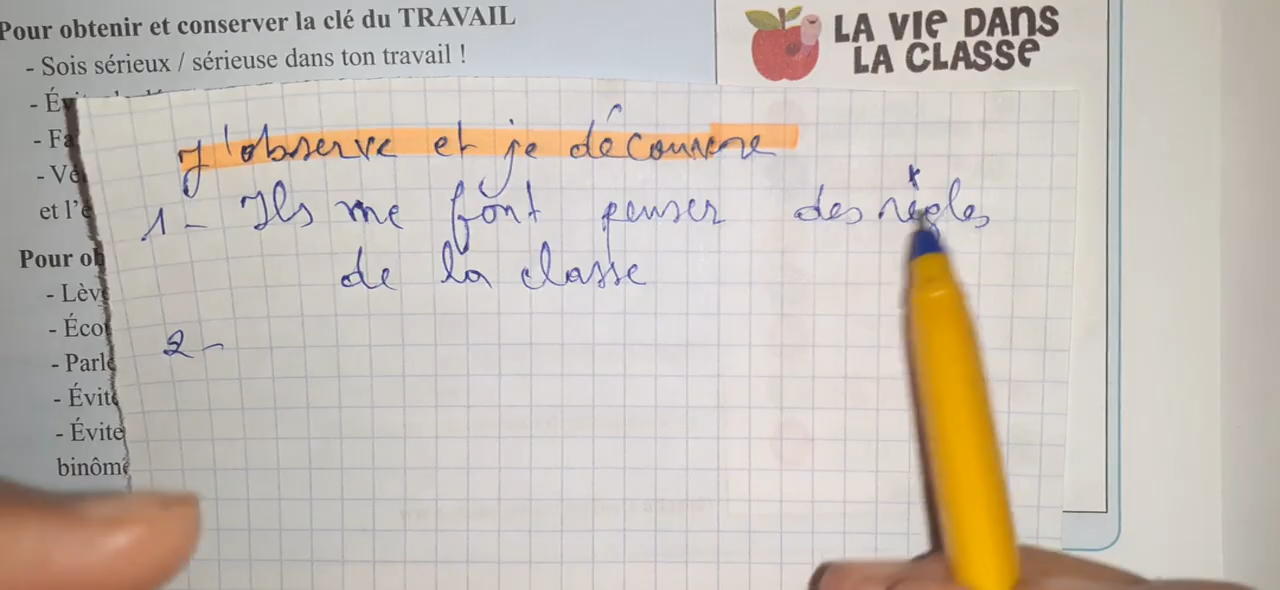 Pour obtenir et conserver la clé du TRAVAIL
- Sois sérieux / sérieuse dans ton travail !
LA VIE DANS
LA CLASSE
J'observe et je découvre
1- Ils me font penser des règles
de la classe
2-
et l'
Pour ob
- Lève
- Écou
- Parle
- Évite
- Évite
binôme